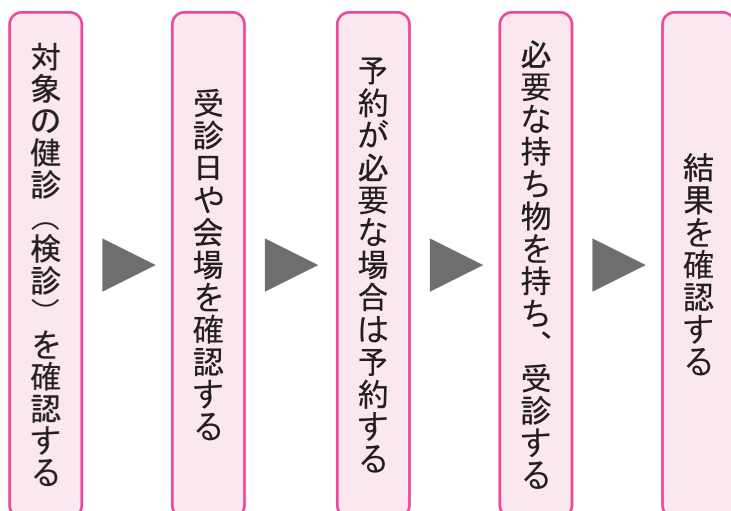 対象の健診（検診）を確認する
受診日や会場を確認する
予約が必要な場合は予約する
必要な持ち物を持ち、受診する
結果を確認する